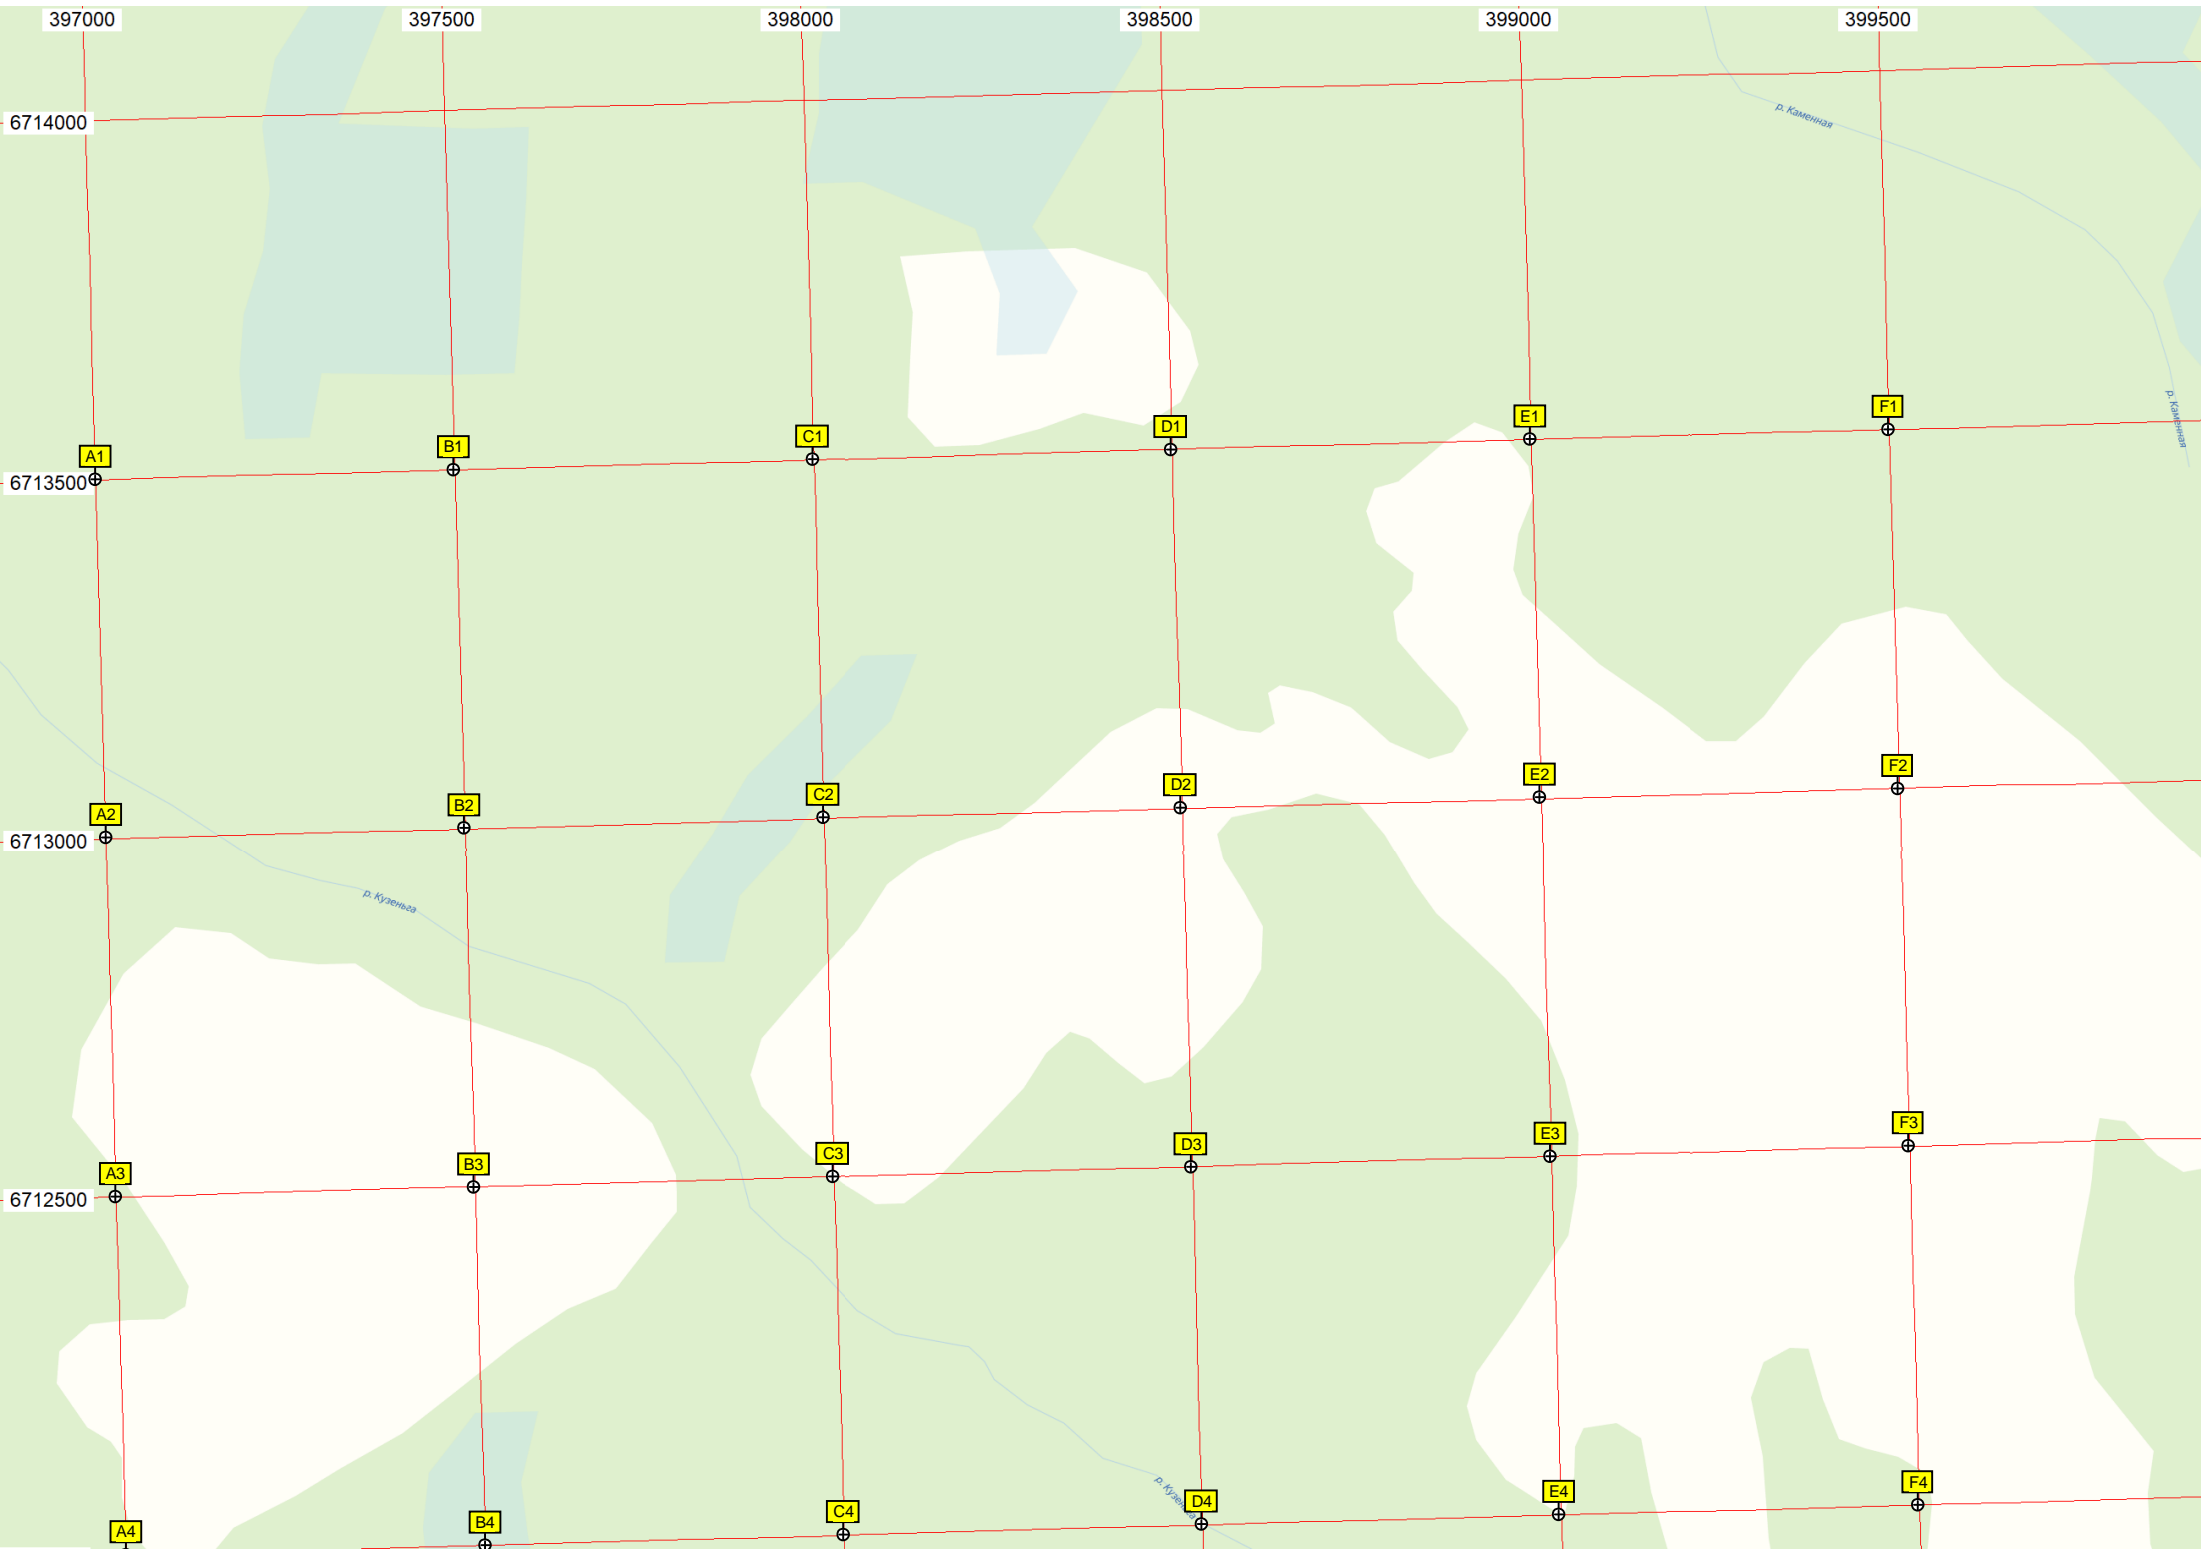 397000 397500 398000 398500 399000 399500
р. Каменная
6714000
р. Каменная
A1 B1 C1 D1 E1 F1
6713500
A2 B2 C2 D2 E2 F2
6713000
р. Кузеньга
A3 B3 C3 D3 E3 F3
6712500
р. Кузеньга
A4 B4 C4 D4 E4 F4